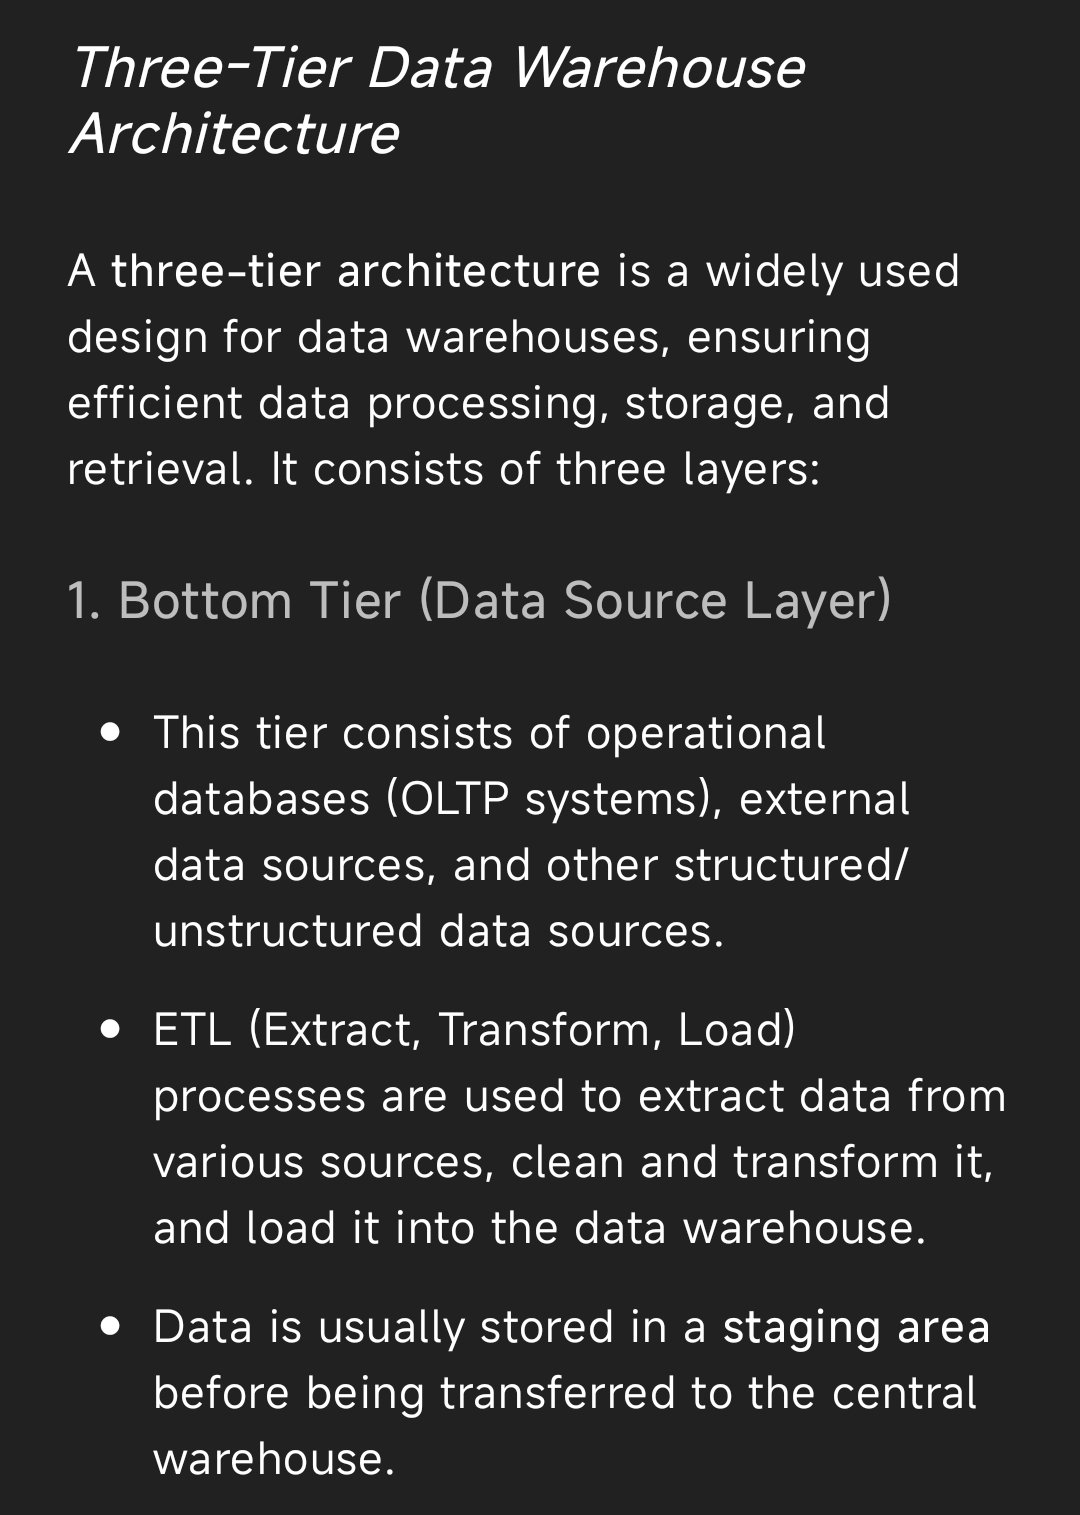 Three-Tier Data Warehouse
Architecture
A three-tier architecture is a widely used
design for data warehouses, ensuring
efficient data processing, storage, and
retrieval. It consists of three layers:
1. Bottom Tier (Data Source Layer)
• This tier consists of operational
databases (OLTP systems), external
data sources, and other structured/
unstructured data sources.
• ETL (Extract, Transform, Load)
processes are used to extract data from
various sources, clean and transform it,
and load it into the data warehouse.
• Data is usually stored in a staging area
before being transferred to the central
warehouse.